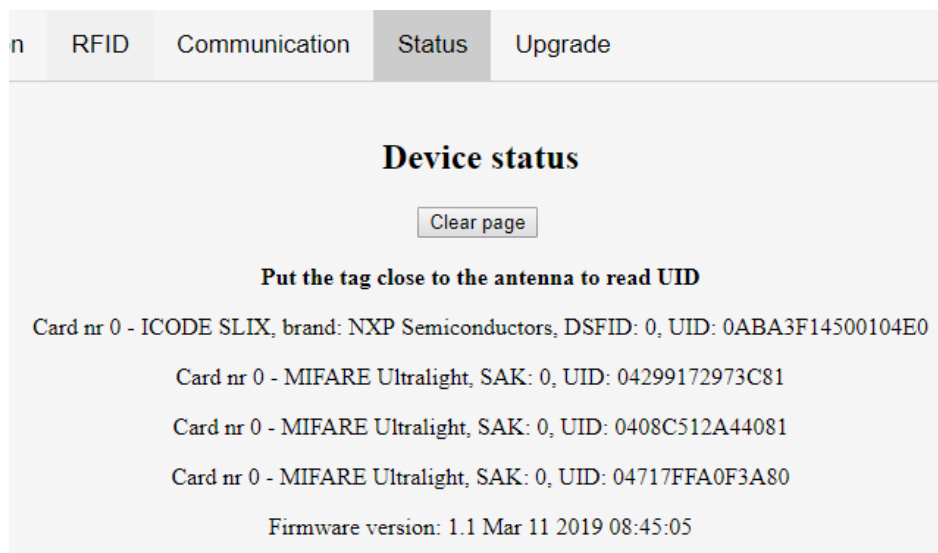 n RFID Communication Status Upgrade
Device status
Clear page
Put the tag close to the antenna to read UID
Card nr 0 - ICODE SLIX, brand: NXP Semiconductors, DSFID: 0, UID: 0ABA3F14500104E0
Card nr 0 - MIFARE Ultralight, SAK: 0, UID: 04299172973C81
Card nr 0 - MIFARE Ultralight, SAK: 0, UID: 0408C512A44081
Card nr 0 - MIFARE Ultralight, SAK: 0, UID: 04717FFA0F3A80
Firmware version: 1.1 Mar 11 2019 08:45:05